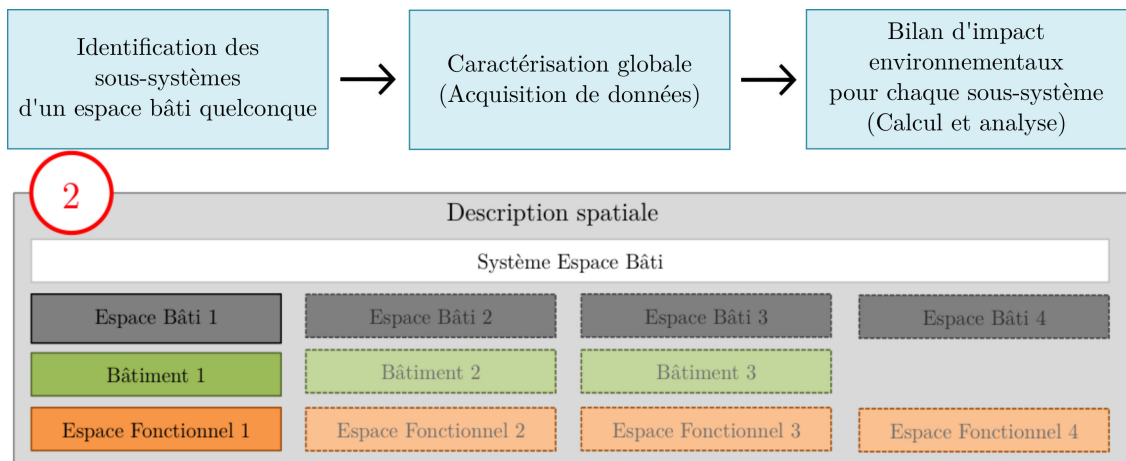 Identification des
sous-systèmes
d'un espace bâti quelconque
Caractérisation globale
(Acquisition de données)
Bilan d'impact
environnementaux
pour chaque sous-système
(Calcul et analyse)
2
Description spatiale
Système Espace Bâti
Espace Bâti 1
Espace Bâti 2
Espace Bâti 3
Espace Bâti 4
Bâtiment 1
Bâtiment 2
Bâtiment 3
Espace Fonctionnel 1
Espace Fonctionnel 2
Espace Fonctionnel 3
Espace Fonctionnel 4